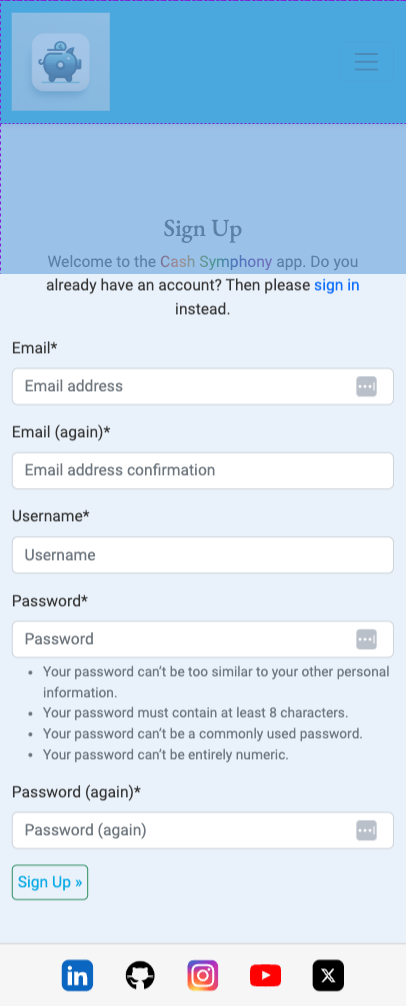 Sign Up
Welcome to the Cash Symphony app. Do you
already have an account? Then please sign in
instead.
Email*
Email address
Email (again)*
Email address confirmation
Username*
Username
Password*
Password
• Your password can't be too similar to your other personal
information.
• Your password must contain at least 8 characters.
• Your password can't be a commonly used password.
• Your password can't be entirely numeric.
Password (again)*
Password (again)
Sign Up »
in
X